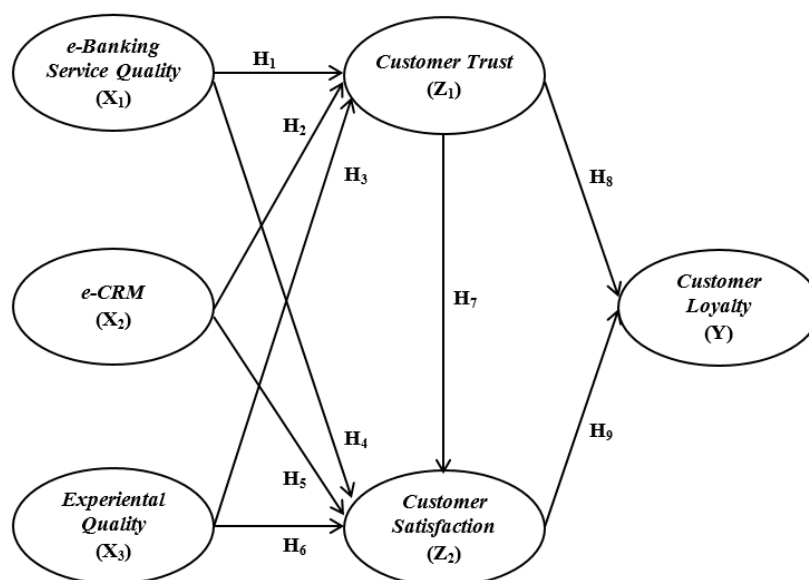 e-Banking
Service Quality
(X₁)
H₁
Customer Trust
(Z₁)
H₂
H₃
H₈
e-CRM
(X₂)
H₇
Customer
Loyalty
(Y)
H₄
H₉
H₅
Experiental
Quality
(X₃)
H₆
Customer
Satisfaction
(Z₂)